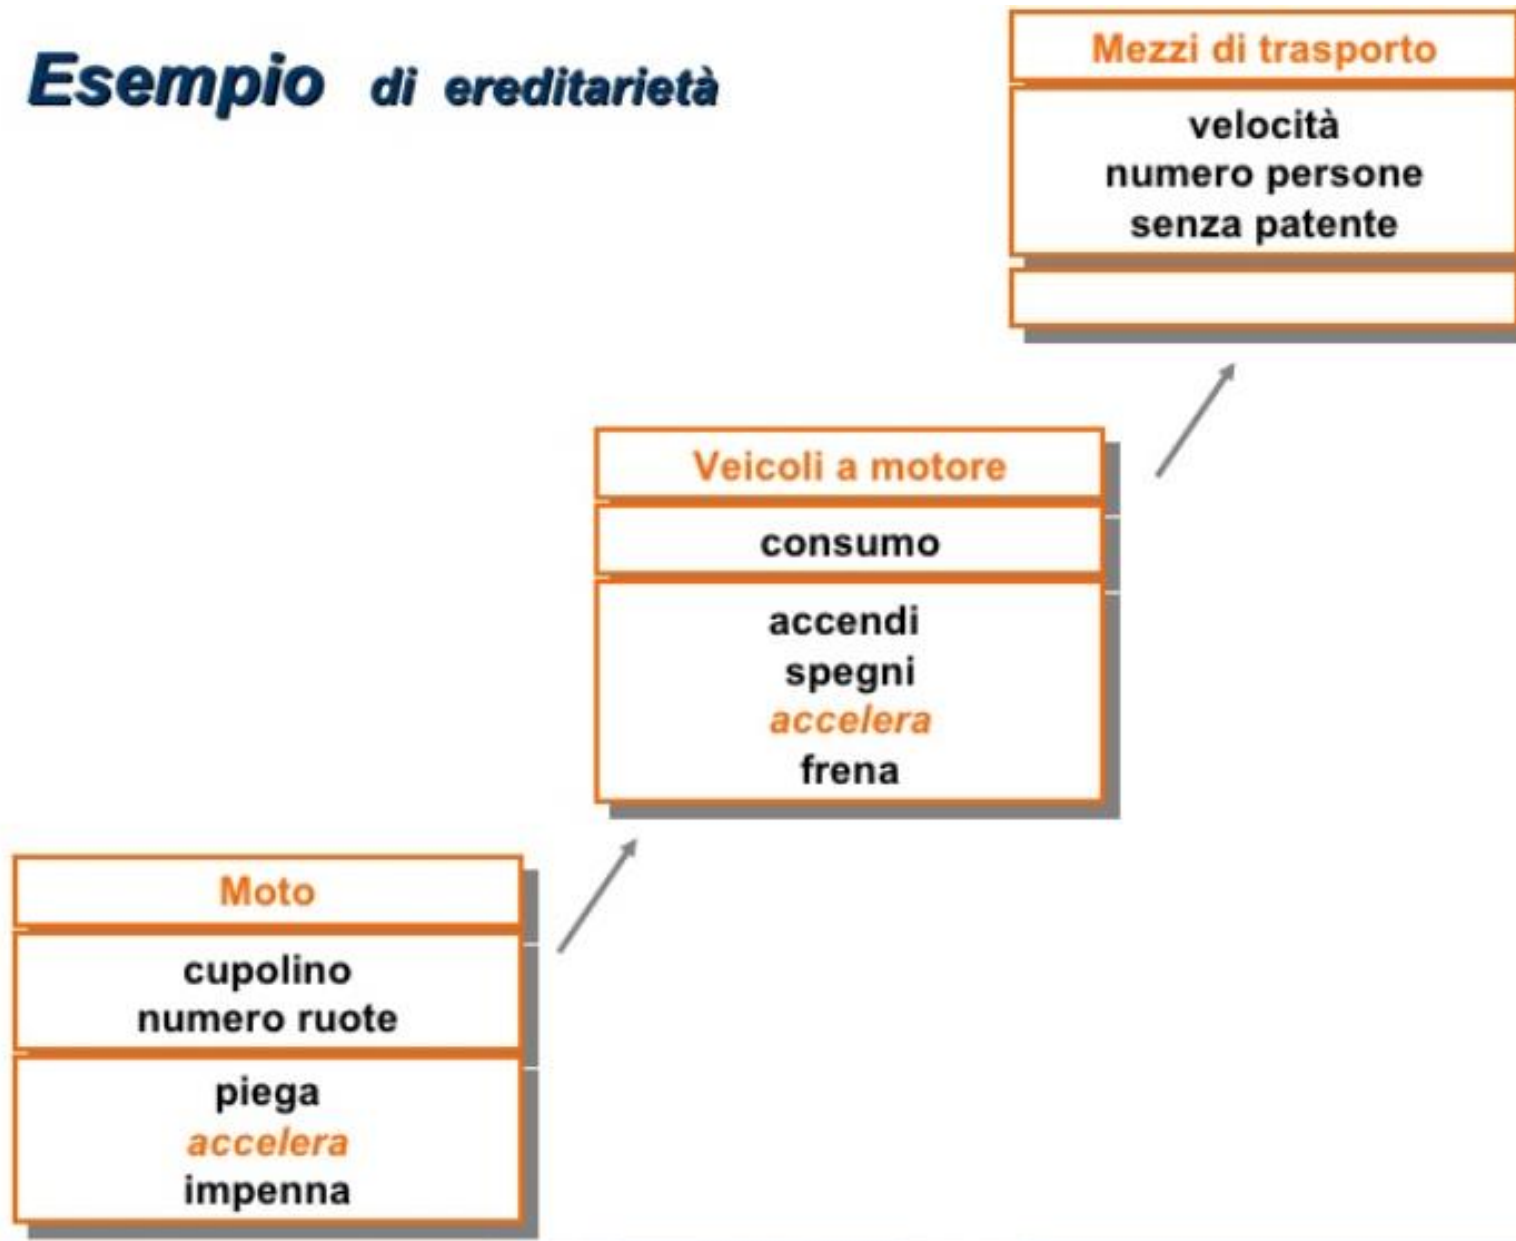 Esempio di ereditarietà
Mezzi di trasporto
velocità
numero persone
senza patente
Veicoli a motore
consumo
accendi
spegni
accelera
frena
Moto
cupolino
numero ruote
piega
accelera
impenna